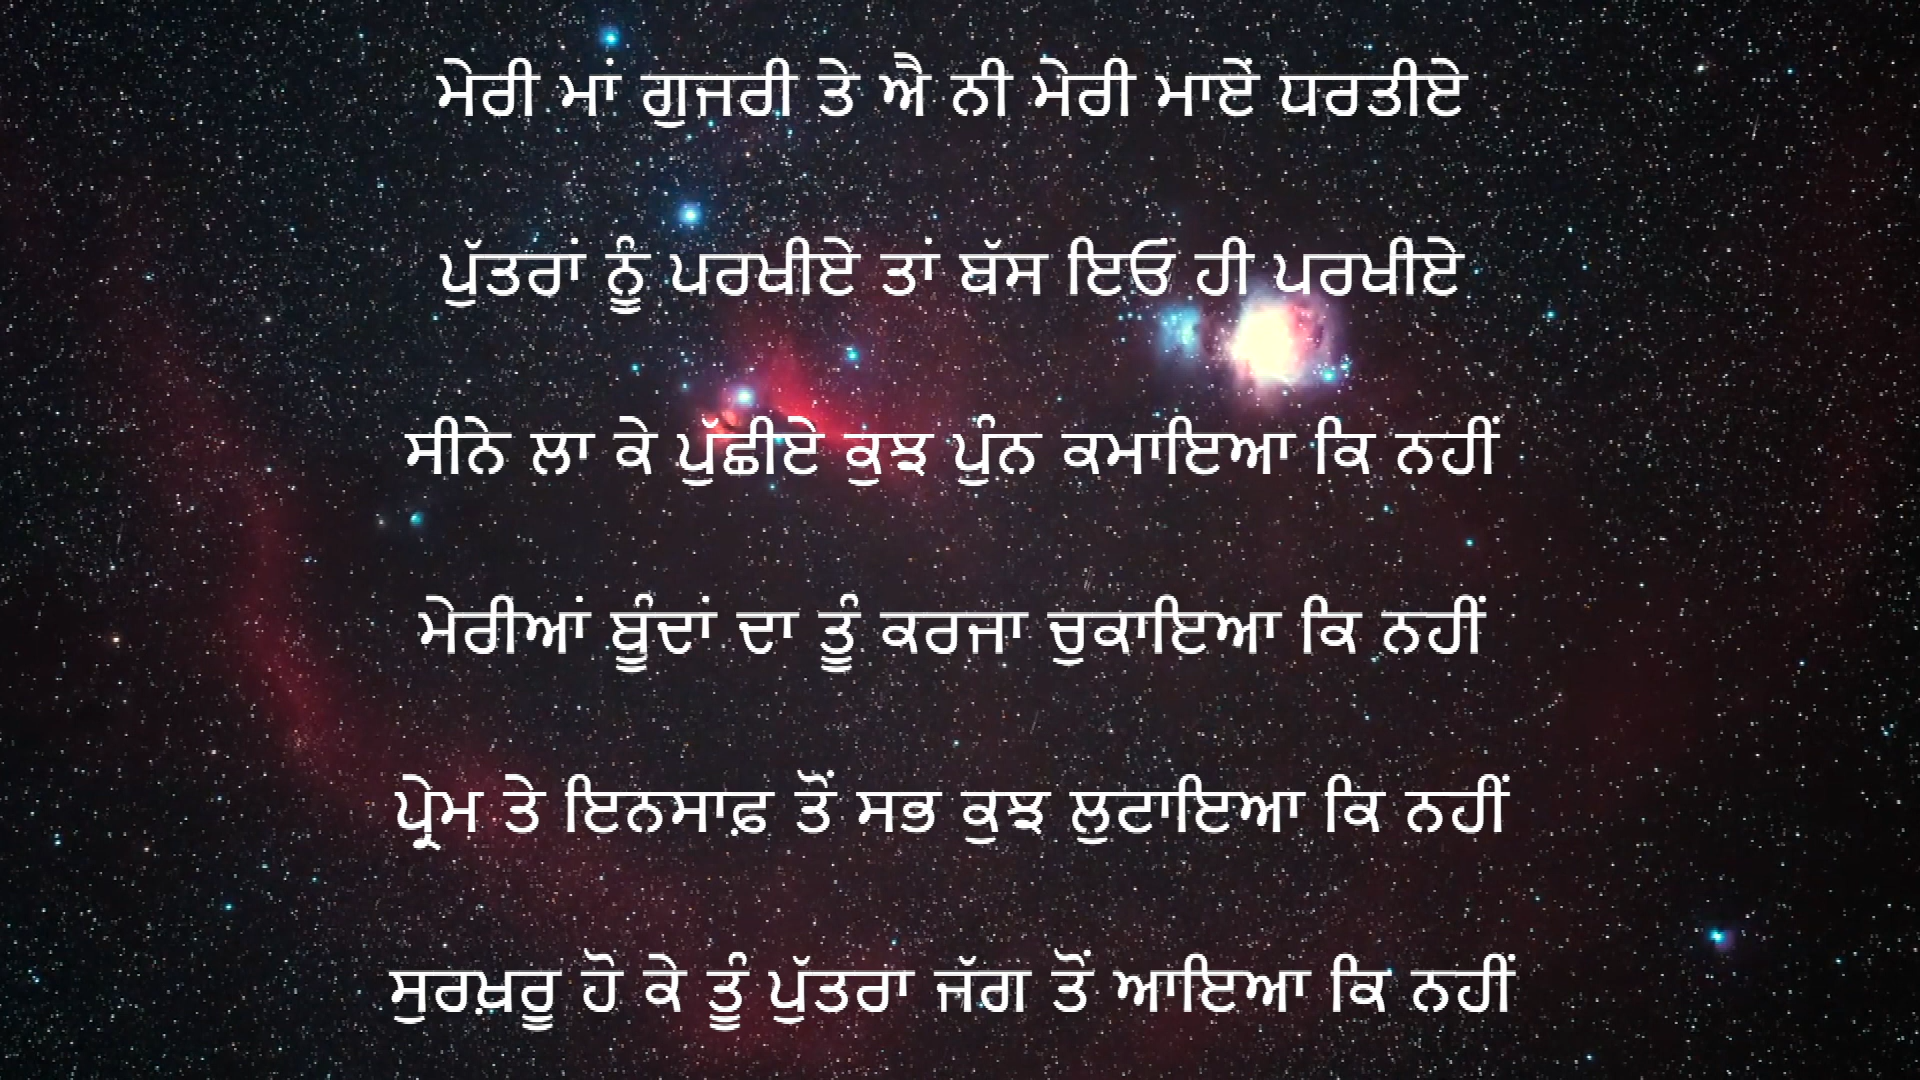 ਮੇਰੀ ਮਾਂ ਗੁਜਰੀ ਤੇ ਐ ਨੀ ਮੇਰੀ ਮਾਏਂ ਧਰਤੀਏ
ਪੁੱਤਰਾਂ ਨੂੰ ਪਰਖੀਏ ਤਾਂ ਬੱਸ ਇਓਂ ਹੀ ਪਰਖੀਏ
ਸੀਨੇ ਲਾ ਕੇ ਪੁੱਛੀਏ ਕੁਝ ਪੁੰਨ ਕਮਾਇਆ ਕਿ ਨਹੀਂ
ਮੇਰੀਆਂ ਬੂੰਦਾਂ ਦਾ ਤੂੰ ਕਰਜਾ ਚੁਕਾਇਆ ਕਿ ਨਹੀਂ
ਪ੍ਰੇਮ ਤੇ ਇਨਸਾਫ਼ ਤੋਂ ਸਭ ਕੁਝ ਲੁਟਾਇਆ ਕਿ ਨਹੀਂ
ਸੁਰਖ਼ਰੂ ਹੋ ਕੇ ਤੂੰ ਪੁੱਤਰਾ ਜੱਗ ਤੋਂ ਆਇਆ ਕਿ ਨਹੀਂ